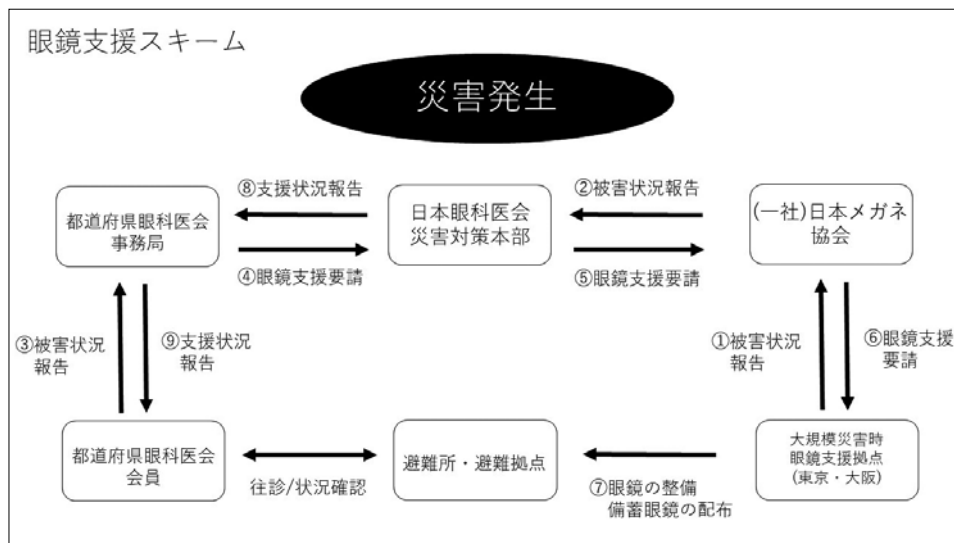 眼鏡支援スキーム
災害発生
⑧支援状況報告
②被害状況報告
都道府県眼科医会
事務局
日本眼科医会
災害対策本部
(一社)日本メガネ
協会
④眼鏡支援要請
⑤眼鏡支援要請
③被害状況
報告
⑨支援状況
報告
①被害状況
報告
⑥眼鏡支援
要請
都道府県眼科医会
会員
往診/状況確認
避難所・避難拠点
⑦眼鏡の整備
備蓄眼鏡の配布
大規模災害時
眼鏡支援拠点
(東京・大阪)